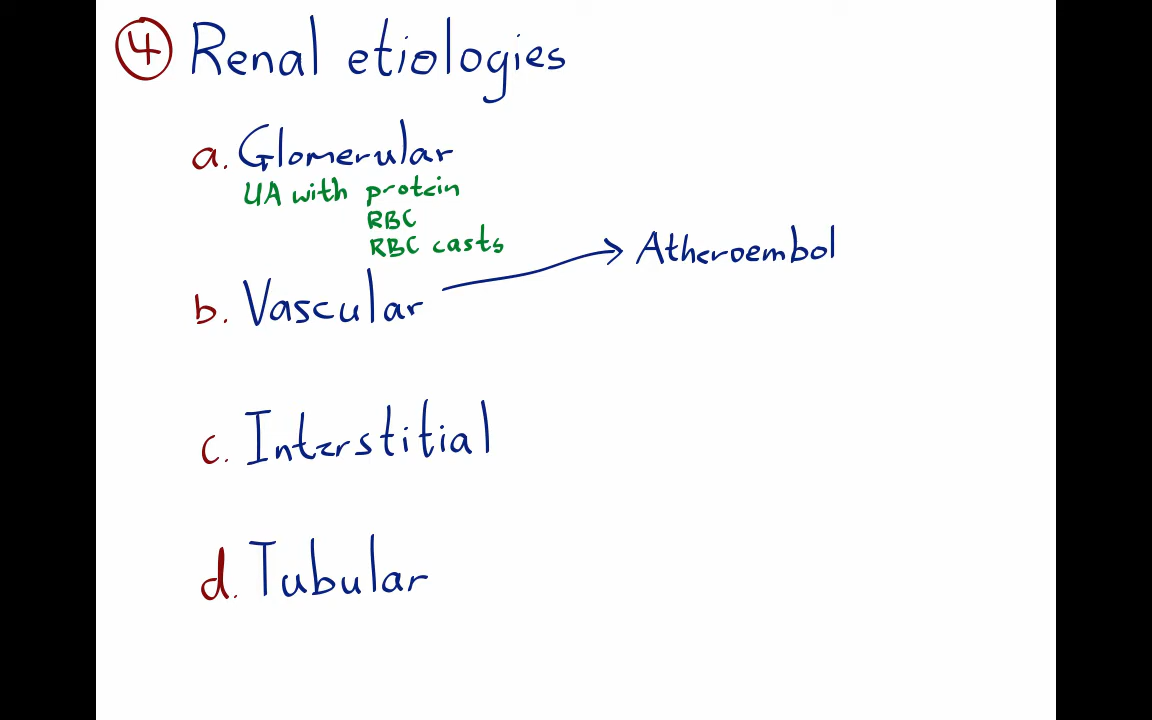 4 Renal etiologies
a. Glomerular
UA with protein
RBC
RBC casts
Atheroembol
b. Vascular
c. Interstitial
d. Tubular